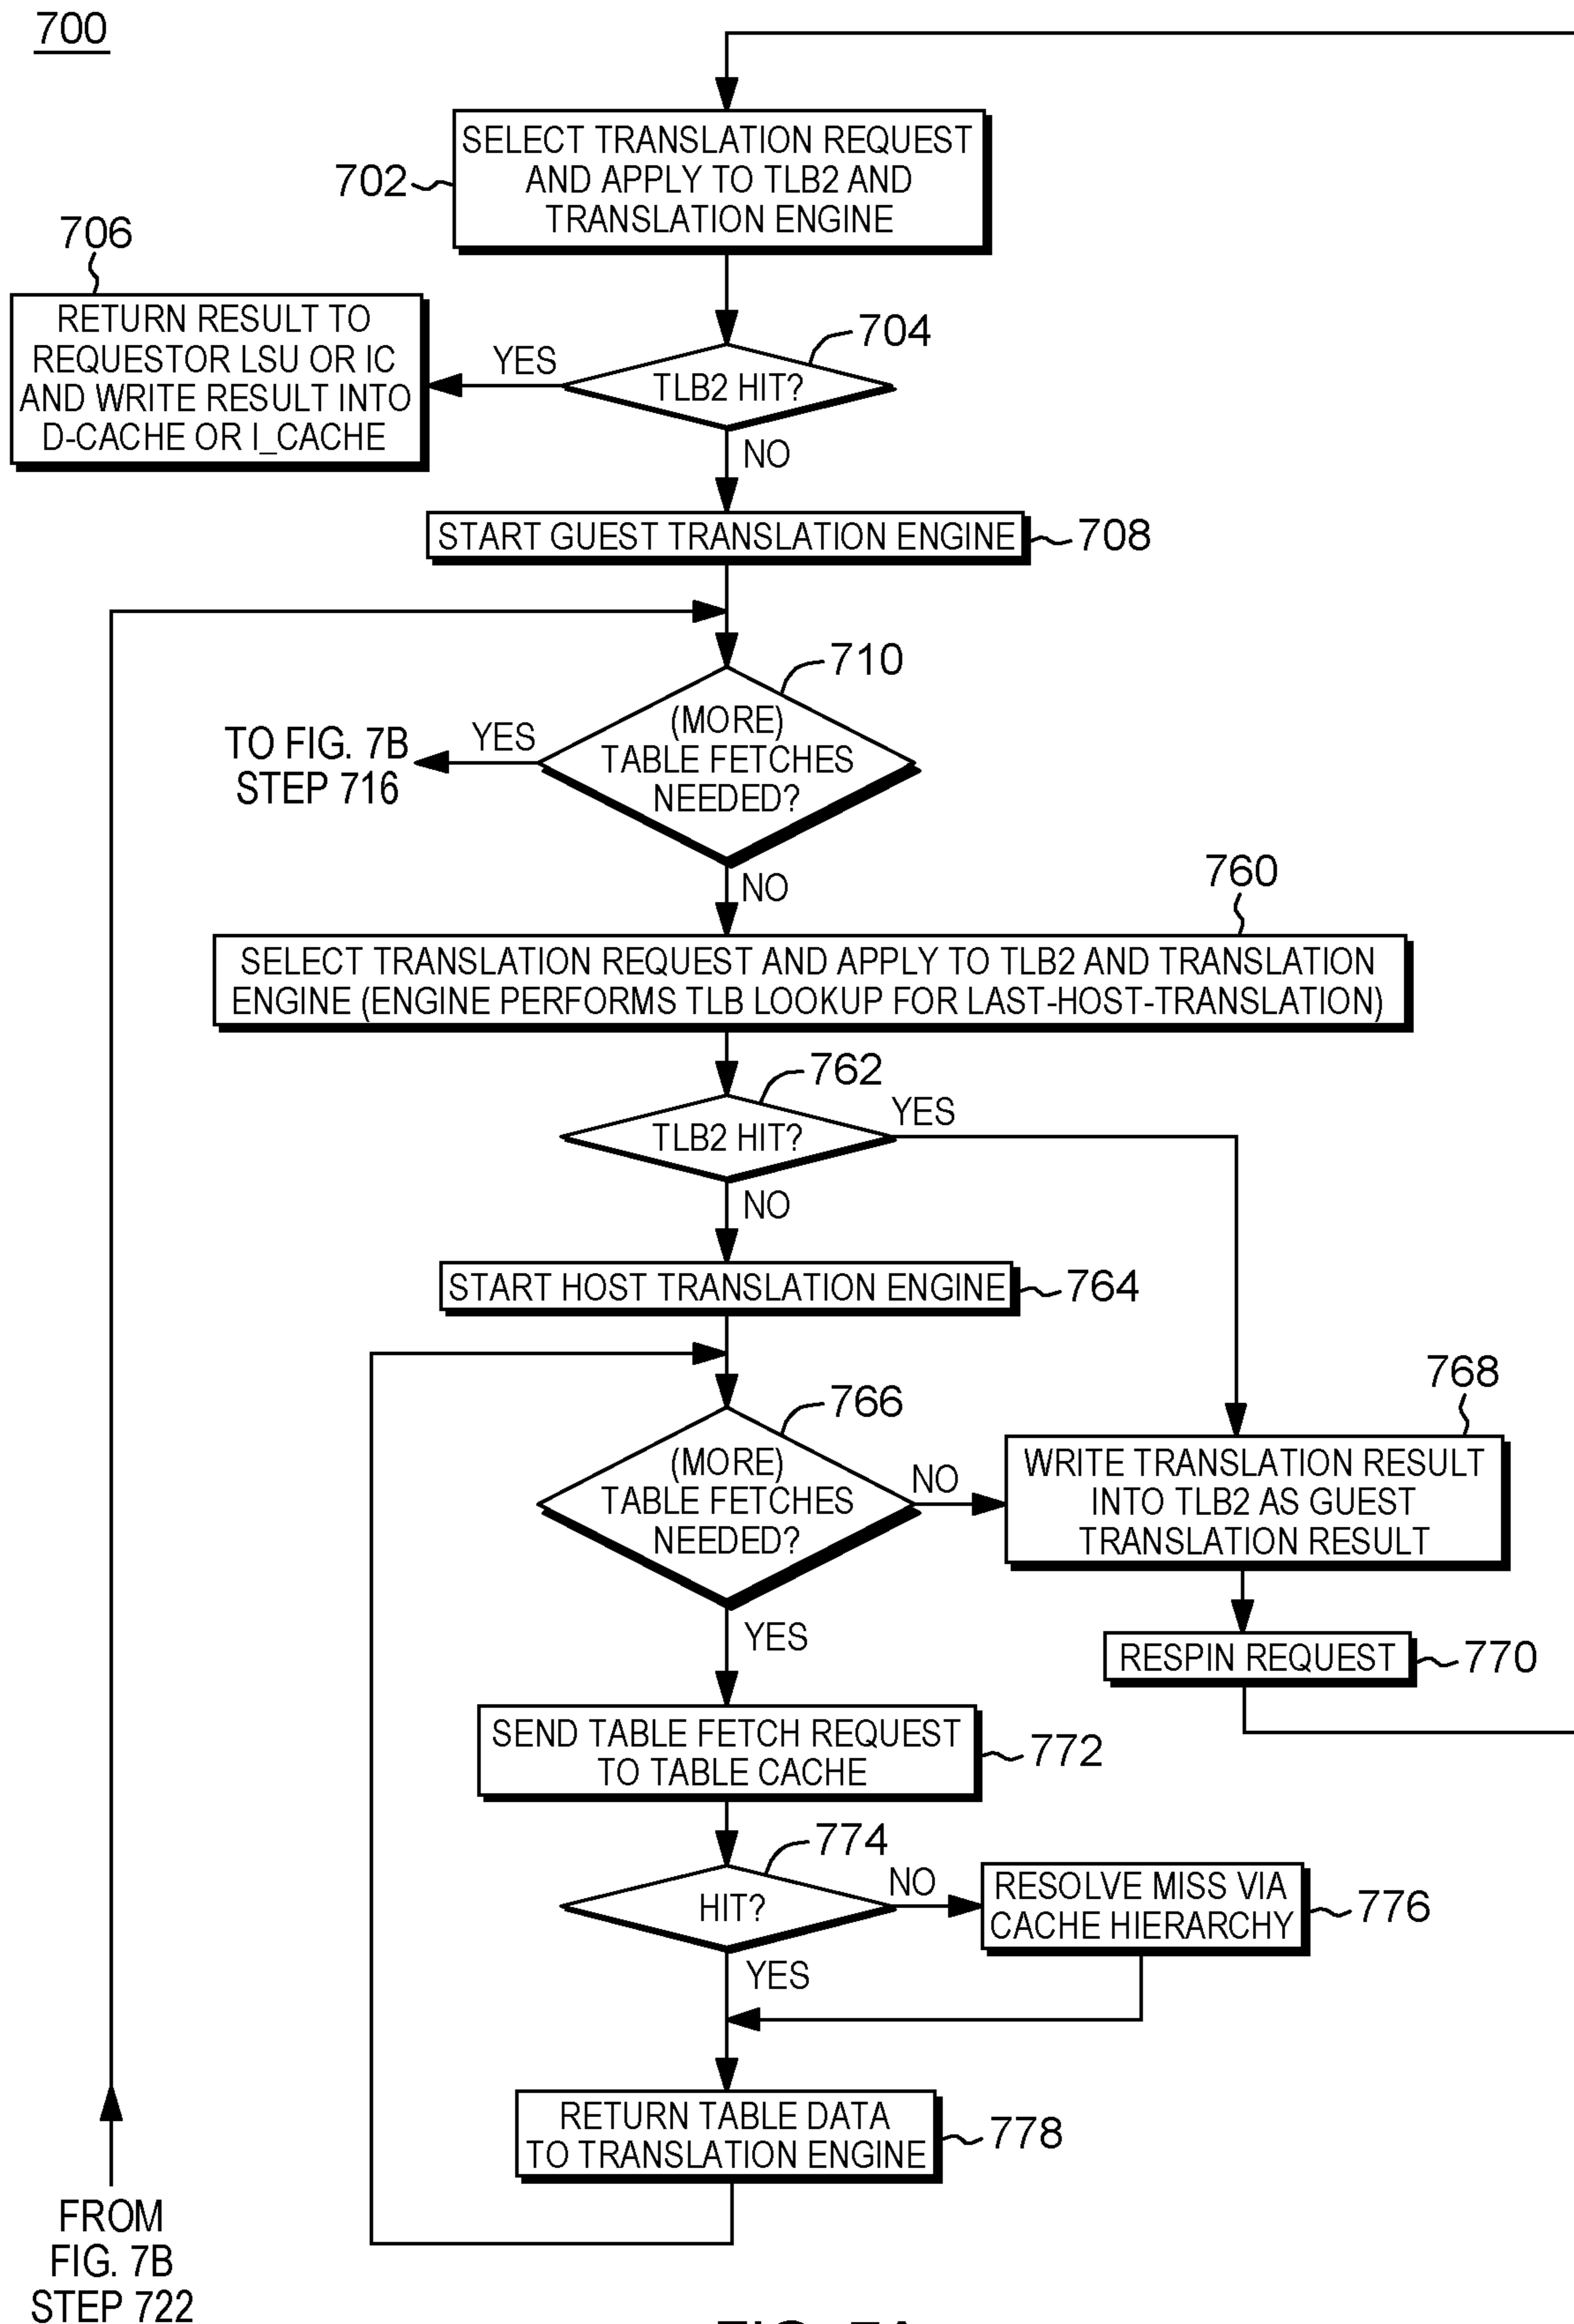 700
SELECT TRANSLATION REQUEST
AND APPLY TO TLB2 AND
TRANSLATION ENGINE
702
706
RETURN RESULT TO
REQUESTOR LSU OR IC
AND WRITE RESULT INTO
D-CACHE OR I_CACHE
YES
704
TLB2 HIT?
NO
START GUEST TRANSLATION ENGINE
708
710
(MORE)
TABLE FETCHES
NEEDED?
YES
TO FIG. 7B
STEP 716
NO
760
SELECT TRANSLATION REQUEST AND APPLY TO TLB2 AND TRANSLATION
ENGINE (ENGINE PERFORMS TLB LOOKUP FOR LAST-HOST-TRANSLATION)
762
TLB2 HIT?
YES
NO
START HOST TRANSLATION ENGINE
764
766
(MORE)
TABLE FETCHES
NEEDED?
NO
768
WRITE TRANSLATION RESULT
INTO TLB2 AS GUEST
TRANSLATION RESULT
YES
RESPIN REQUEST
770
SEND TABLE FETCH REQUEST
TO TABLE CACHE
772
774
HIT?
NO
RESOLVE MISS VIA
CACHE HIERARCHY
776
YES
RETURN TABLE DATA
TO TRANSLATION ENGINE
778
FROM
FIG. 7B
STEP 722